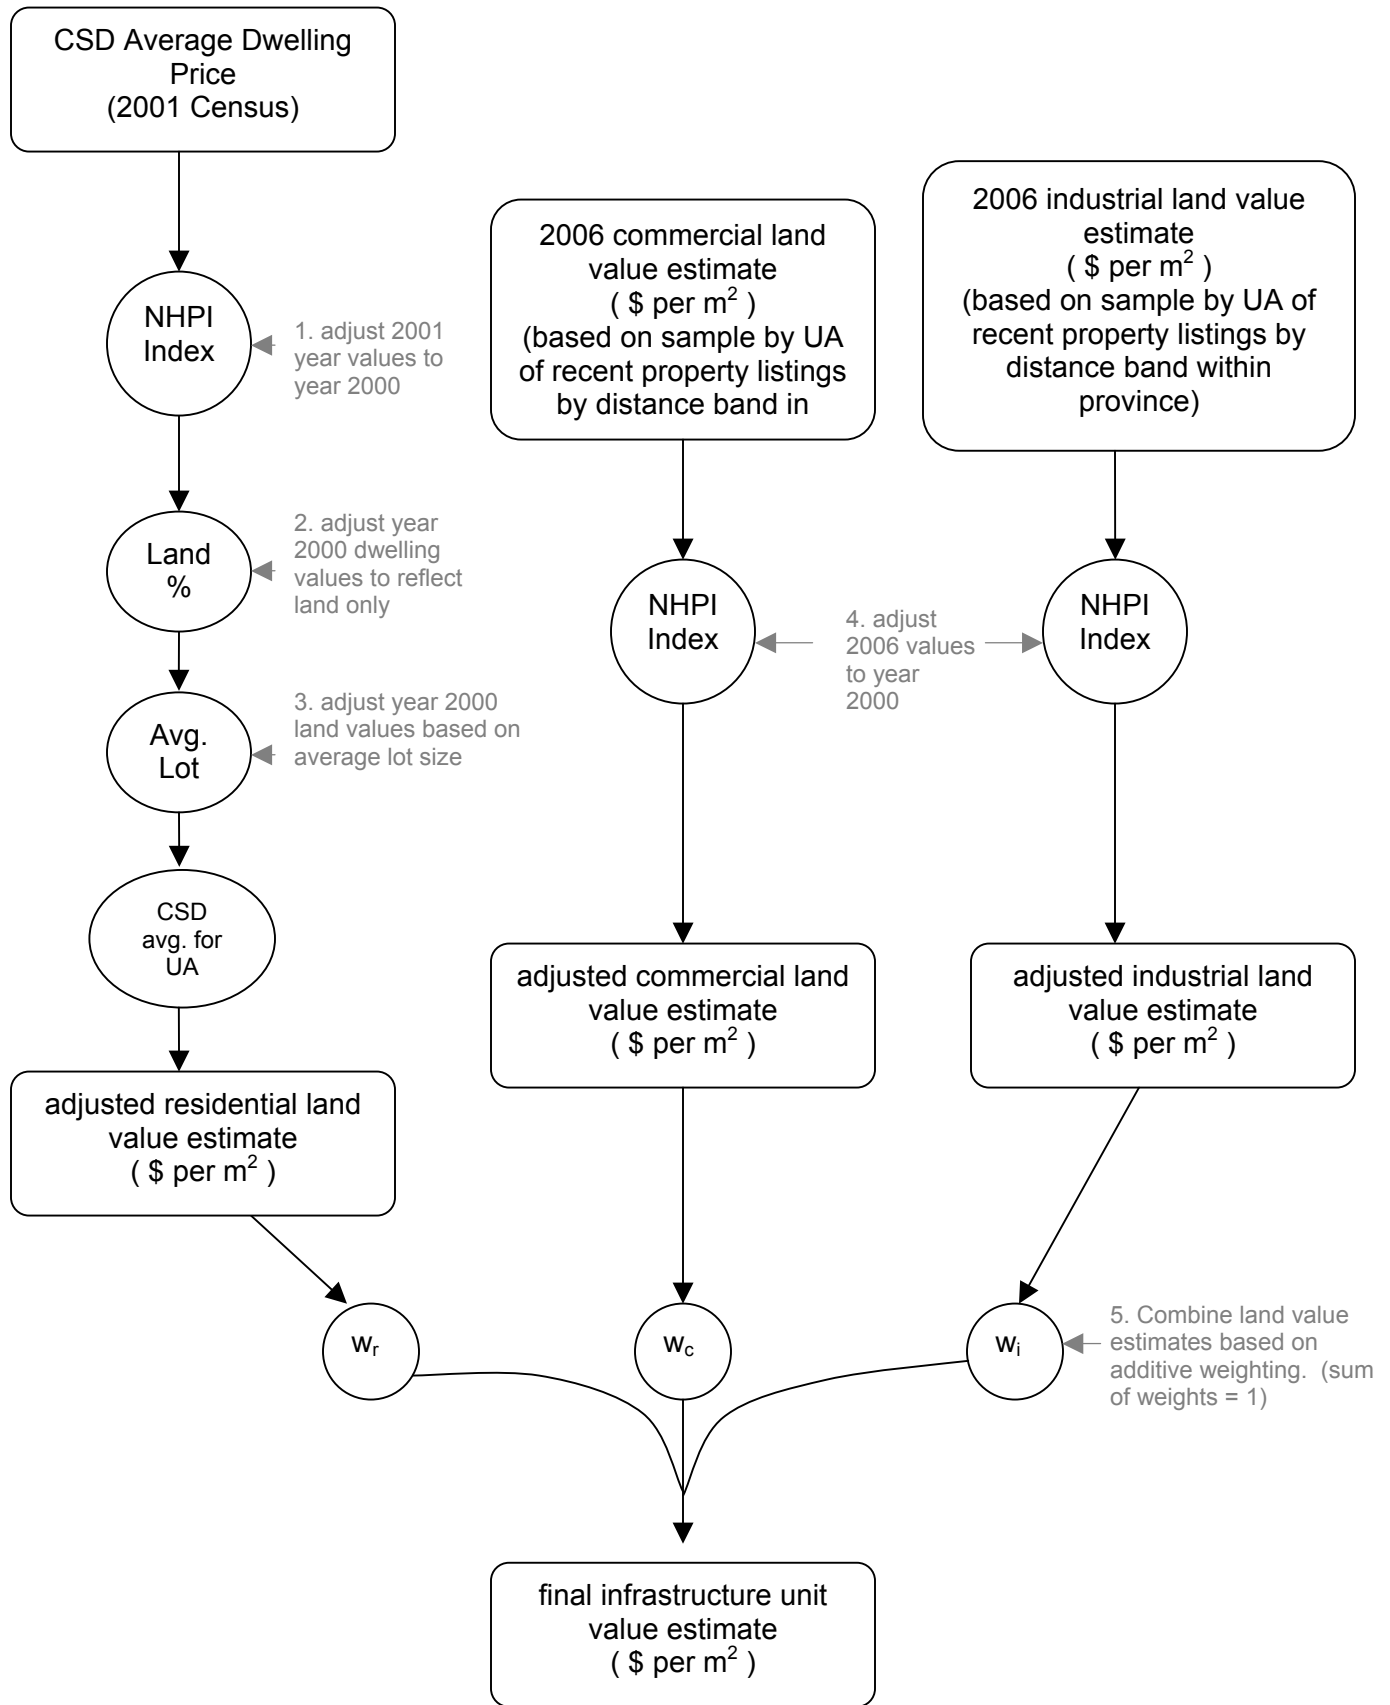 CSD Average Dwelling
Price
(2001 Census)
NHPI
Index
1. adjust 2001
year values to
year 2000
Land
%
2. adjust year
2000 dwelling
values to reflect
land only
Avg.
Lot
3. adjust year 2000
land values based on
average lot size
CSD
avg. for
UA
adjusted residential land
value estimate
( $ per m² )
2006 commercial land
value estimate
( $ per m² )
(based on sample by UA
of recent property listings
by distance band in
NHPI
Index
4. adjust
2006 values
to year
2000
adjusted commercial land
value estimate
( $ per m² )
2006 industrial land value
estimate
( $ per m² )
(based on sample by UA of
recent property listings by
distance band within
province)
NHPI
Index
adjusted industrial land
value estimate
( $ per m² )
wr
wc
wi
5. Combine land value
estimates based on
additive weighting.  (sum
of weights = 1)
final infrastructure unit
value estimate
( $ per m² )